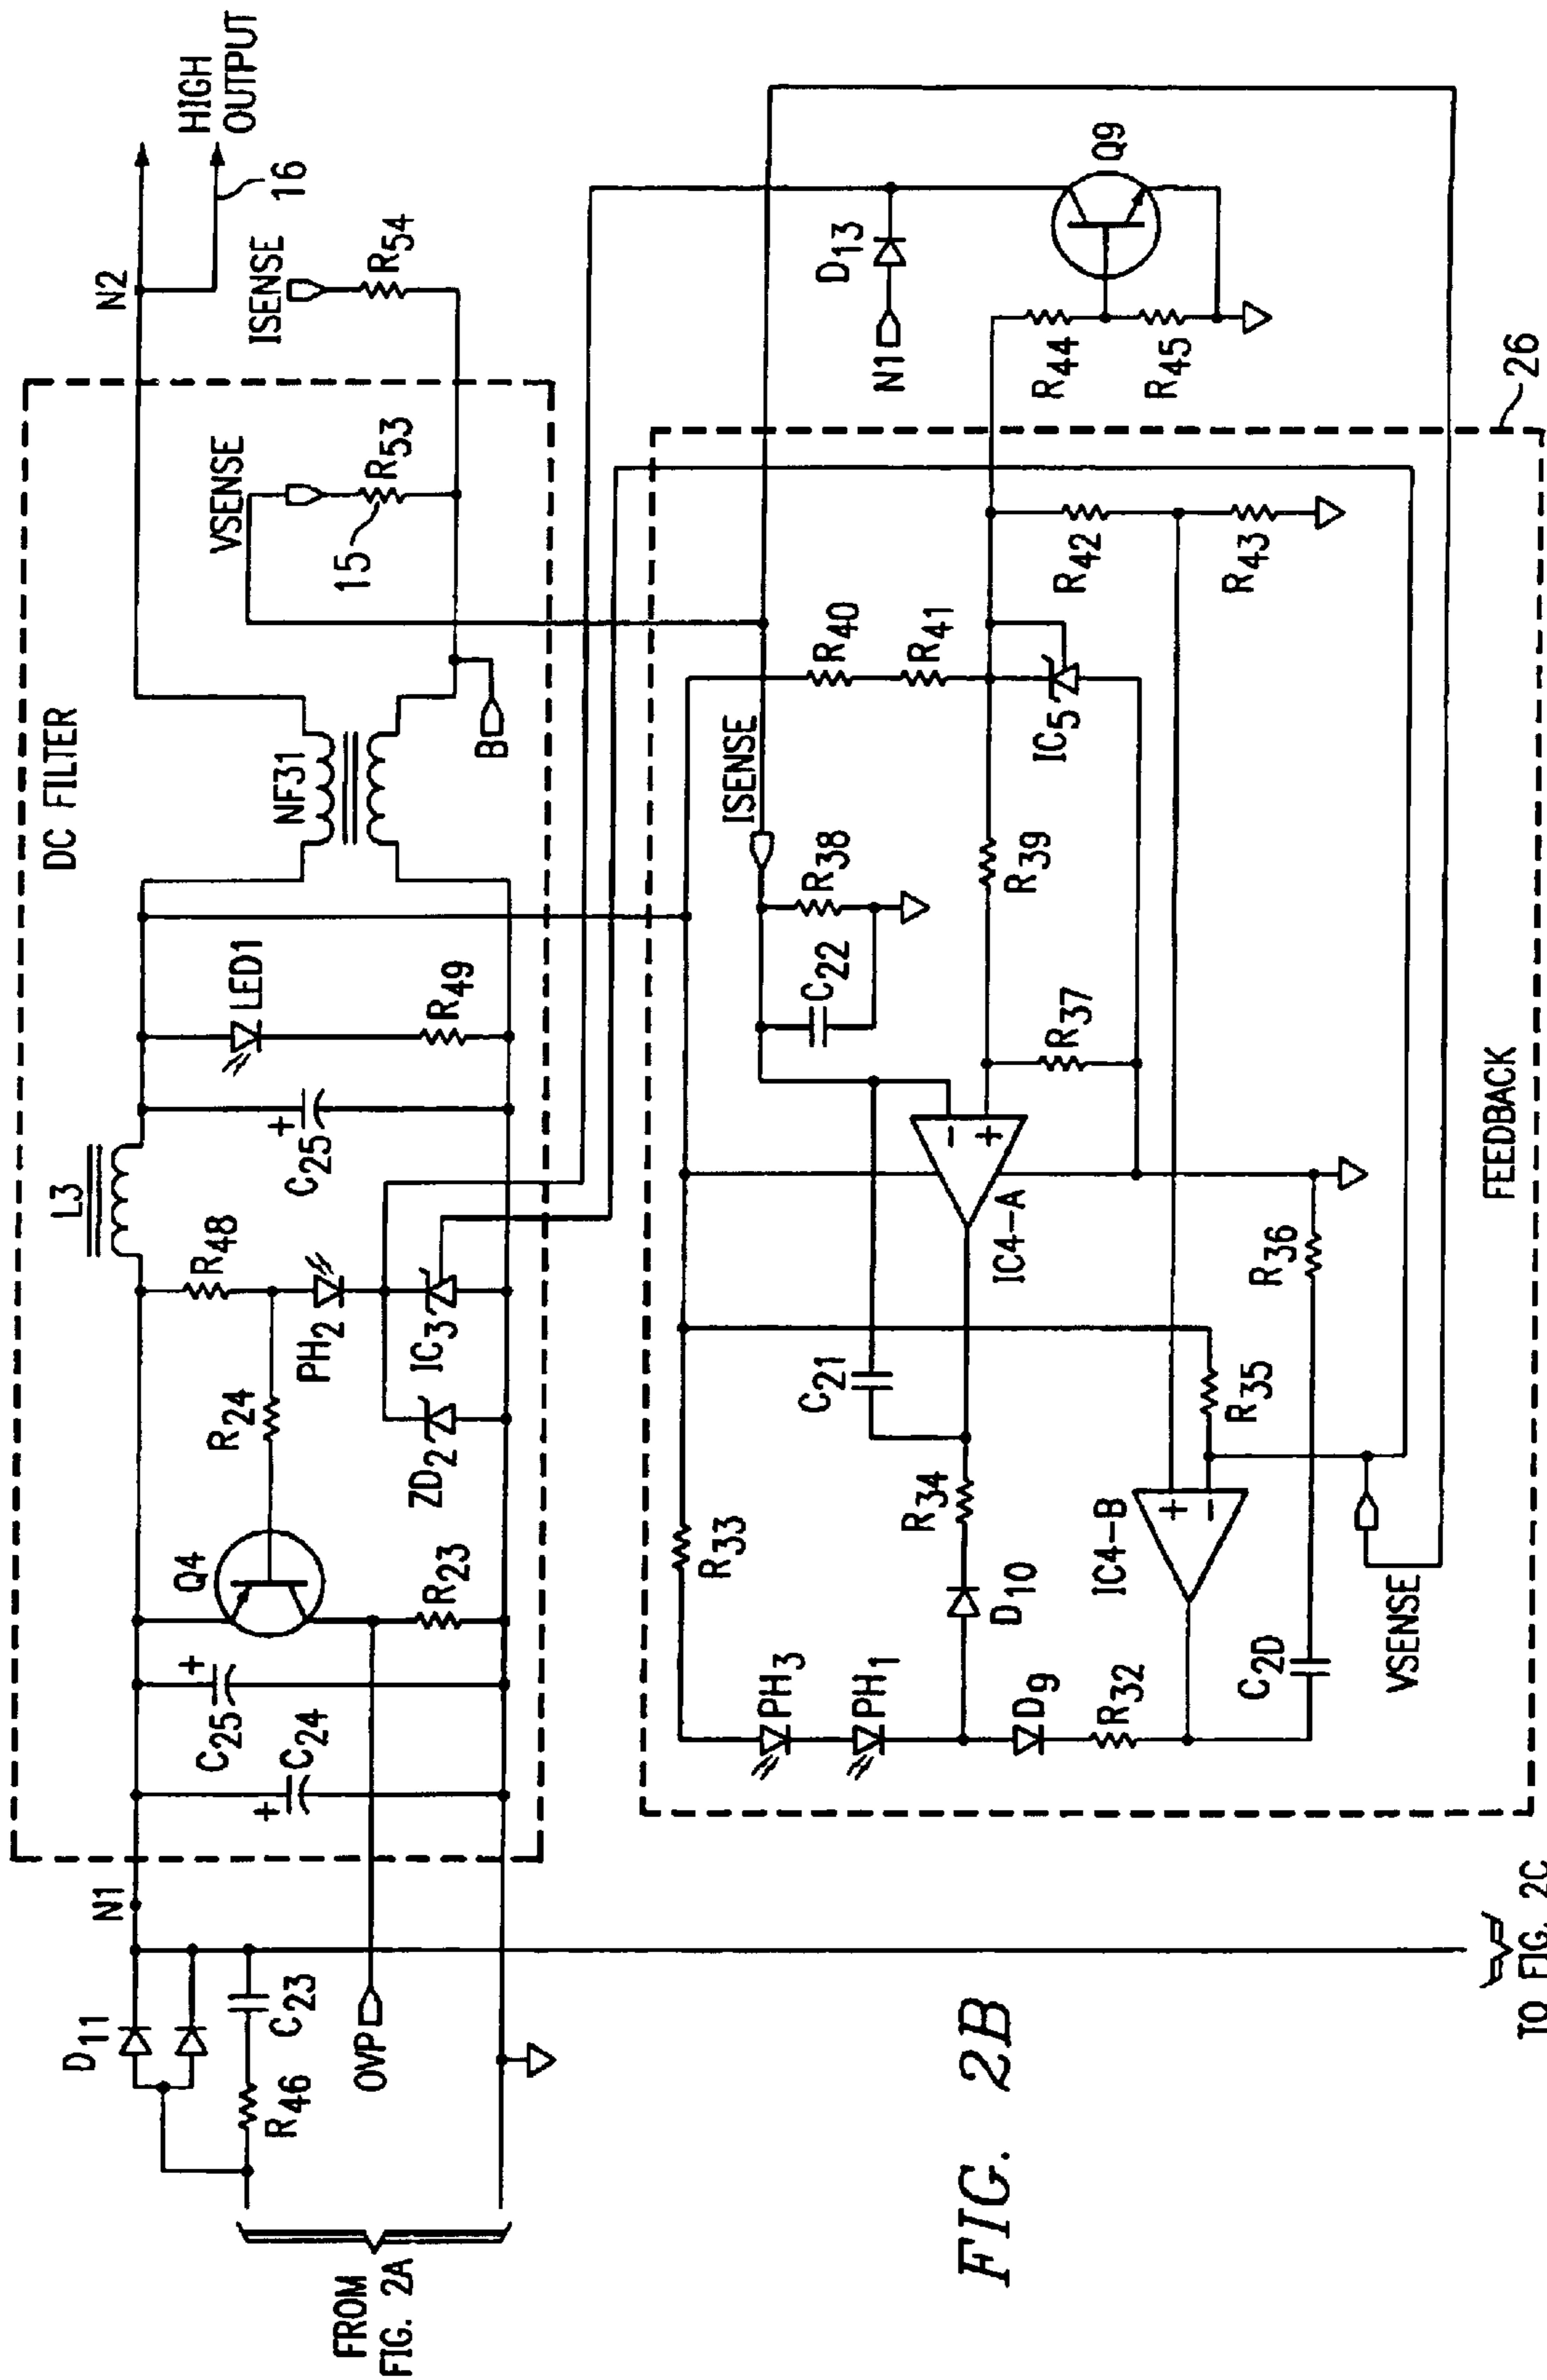 FIG. 2B
FROM
FIG. 2A
D11
R46
C23
OVP
N1
TO FIG. 2C
DC FILTER
C24
C25
Q4
R23
R24
ZD2
PH2
IC3
R48
L3
C25
LED1
R49
NF31
B
VSENSE
15
R53
ISENSE
R54
N2
HIGH
OUTPUT
16
FEEDBACK
26
PH3
PH1
D9
R32
C2D
D10
R34
R33
IC4-B
VSENSE
C21
R35
R36
IC4-A
+
-
+
-
+
+
+
C22
R38
R37
ISENSE
R39
R40
R41
IC5
R42
R43
R44
R45
N1
D13
Q9